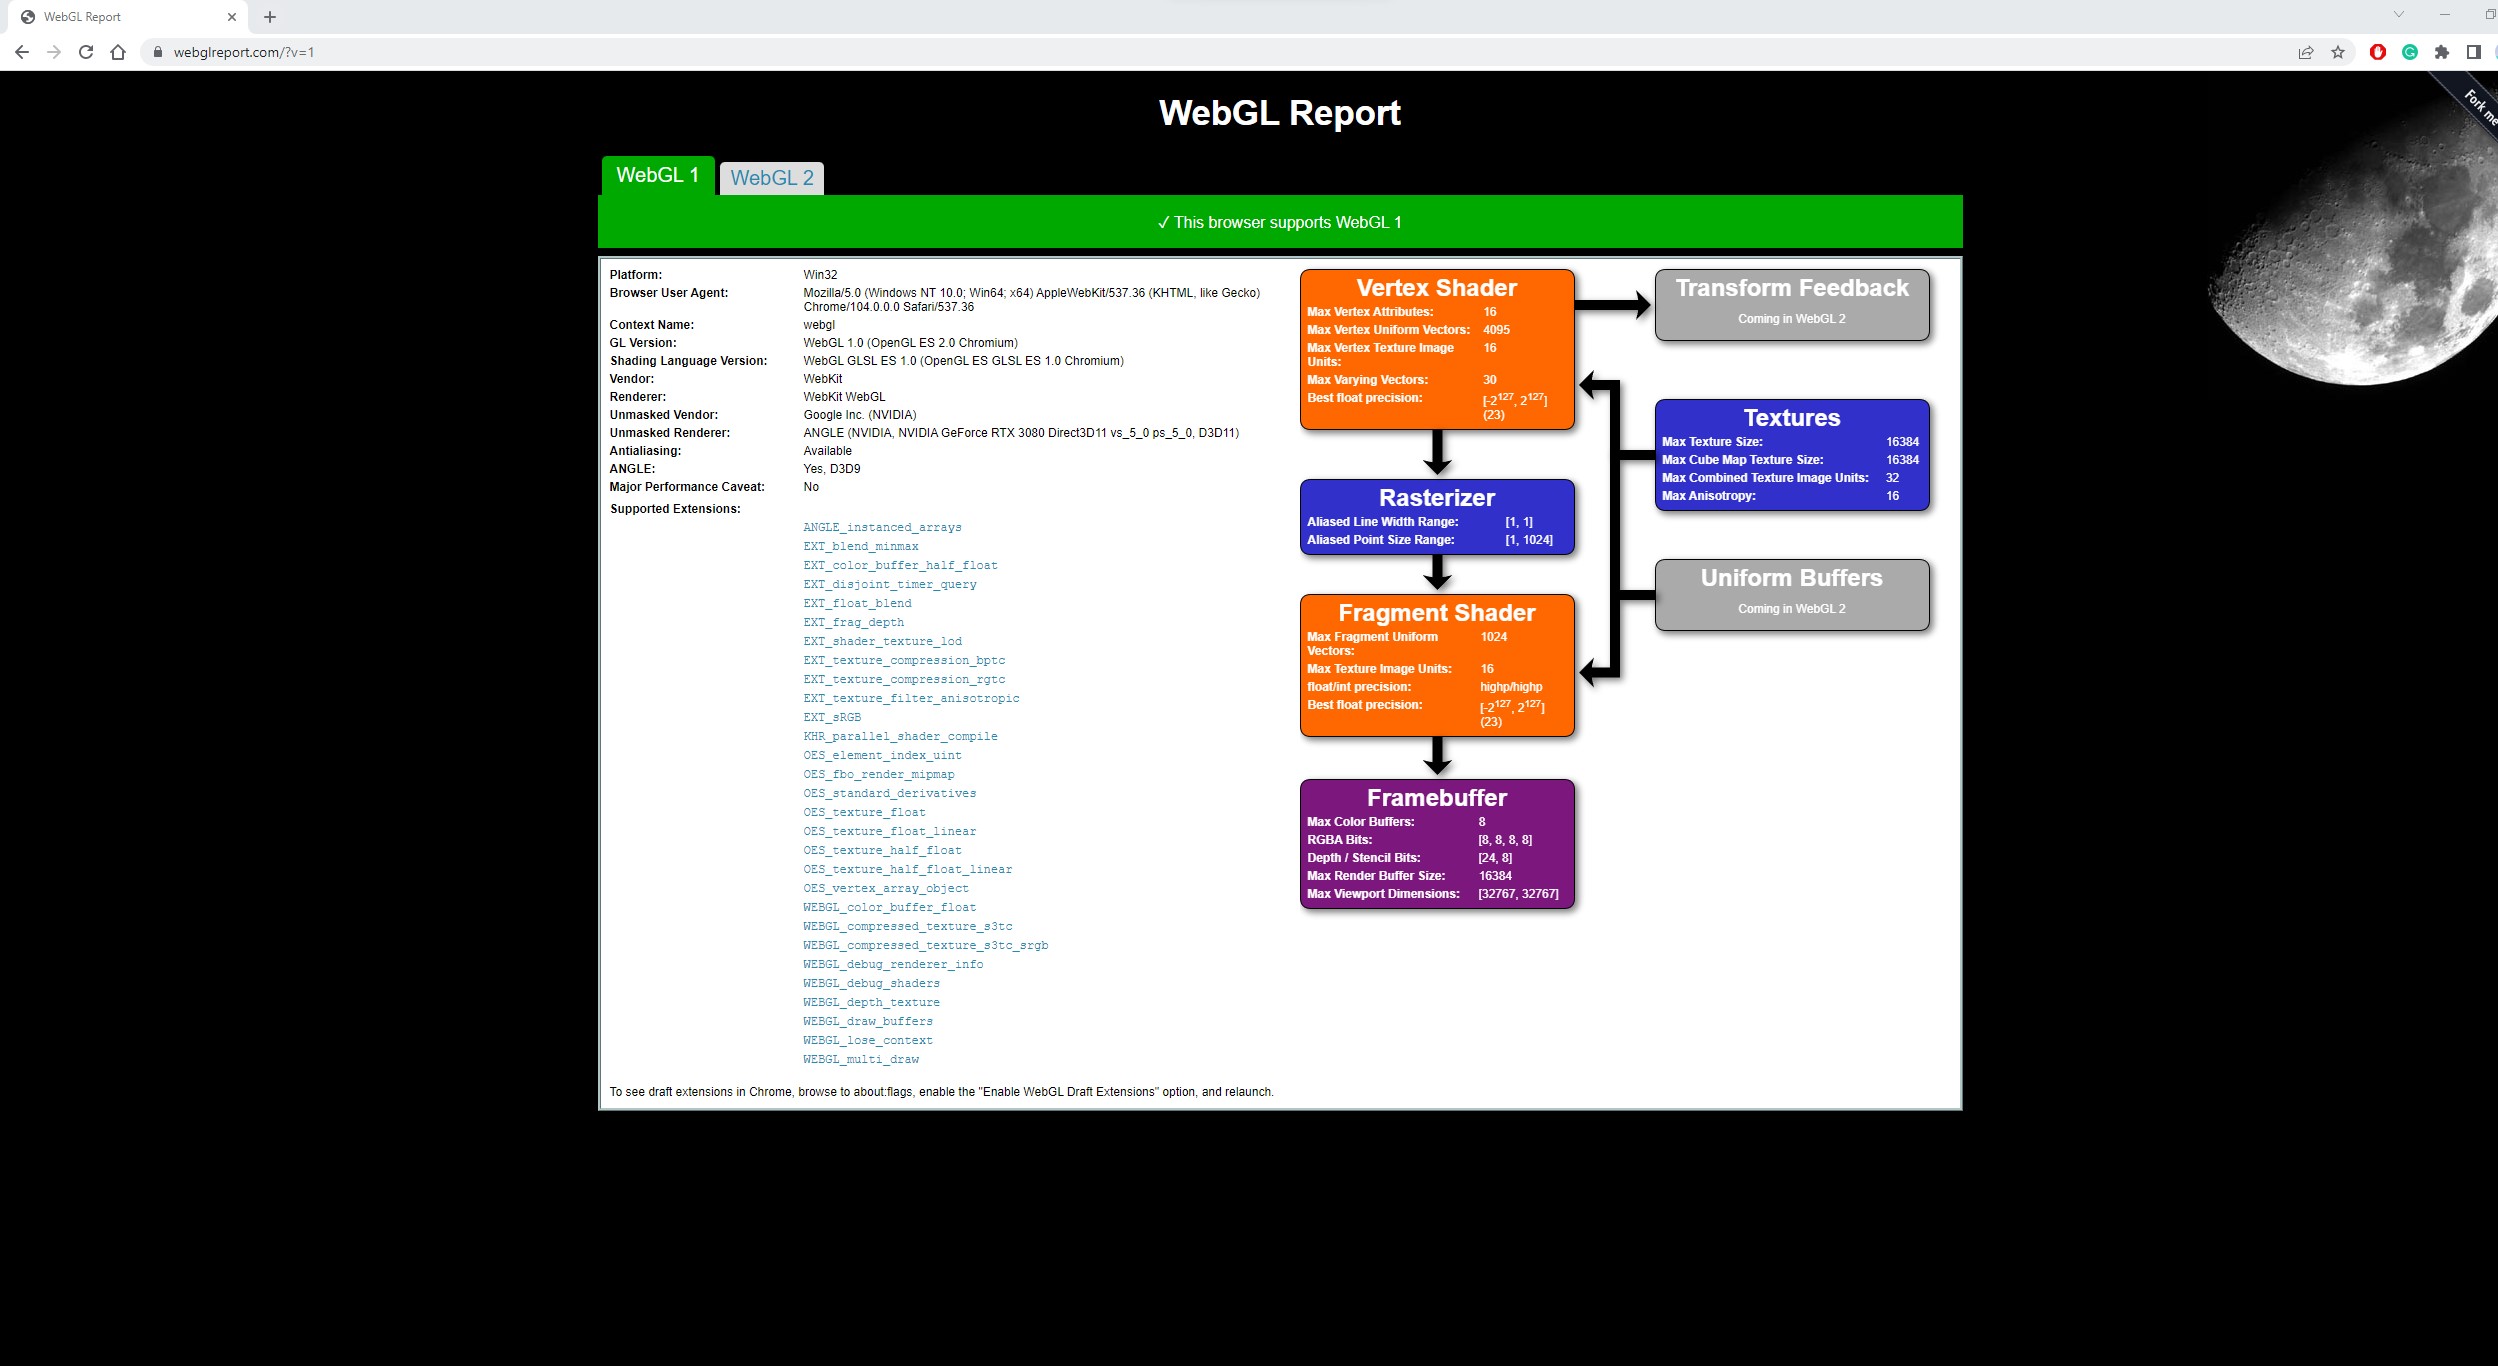 WebGL Report
webglreport.com/?v=1
Fork me
WebGL Report
WebGL 1
WebGL 2
✓ This browser supports WebGL 1
Platform: Win32
Browser User Agent: Mozilla/5.0 (Windows NT 10.0; Win64; x64) AppleWebKit/537.36 (KHTML, like Gecko)
Chrome/104.0.0.0 Safari/537.36
Context Name: webgl
GL Version: WebGL 1.0 (OpenGL ES 2.0 Chromium)
Shading Language Version: WebGL GLSL ES 1.0 (OpenGL ES GLSL ES 1.0 Chromium)
Vendor: WebKit
Renderer: WebKit WebGL
Unmasked Vendor: Google Inc. (NVIDIA)
Unmasked Renderer: ANGLE (NVIDIA, NVIDIA GeForce RTX 3080 Direct3D11 vs_5_0 ps_5_0, D3D11)
Antialiasing: Available
ANGLE: Yes, D3D9
Major Performance Caveat: No
Supported Extensions:
ANGLE_instanced_arrays
EXT_blend_minmax
EXT_color_buffer_half_float
EXT_disjoint_timer_query
EXT_float_blend
EXT_frag_depth
EXT_shader_texture_lod
EXT_texture_compression_bptc
EXT_texture_compression_rgtc
EXT_texture_filter_anisotropic
EXT_sRGB
KHR_parallel_shader_compile
OES_element_index_uint
OES_fbo_render_mipmap
OES_standard_derivatives
OES_texture_float
OES_texture_float_linear
OES_texture_half_float
OES_texture_half_float_linear
OES_vertex_array_object
WEBGL_color_buffer_float
WEBGL_compressed_texture_s3tc
WEBGL_compressed_texture_s3tc_srgb
WEBGL_debug_renderer_info
WEBGL_debug_shaders
WEBGL_depth_texture
WEBGL_draw_buffers
WEBGL_lose_context
WEBGL_multi_draw
To see draft extensions in Chrome, browse to about:flags, enable the "Enable WebGL Draft Extensions" option, and relaunch.
Vertex Shader
Max Vertex Attributes: 16
Max Vertex Uniform Vectors: 4095
Max Vertex Texture Image 16
Units:
Max Varying Vectors: 30
Best float precision: [-2¹²⁷, 2¹²⁷]
(23)
Rasterizer
Aliased Line Width Range: [1, 1]
Aliased Point Size Range: [1, 1024]
Fragment Shader
Max Fragment Uniform 1024
Vectors:
Max Texture Image Units: 16
float/int precision: highp/highp
Best float precision: [-2¹²⁷, 2¹²⁷]
(23)
Framebuffer
Max Color Buffers: 8
RGBA Bits: [8, 8, 8, 8]
Depth / Stencil Bits: [24, 8]
Max Render Buffer Size: 16384
Max Viewport Dimensions: [32767, 32767]
Transform Feedback
Coming in WebGL 2
Textures
Max Texture Size: 16384
Max Cube Map Texture Size: 16384
Max Combined Texture Image Units: 32
Max Anisotropy: 16
Uniform Buffers
Coming in WebGL 2